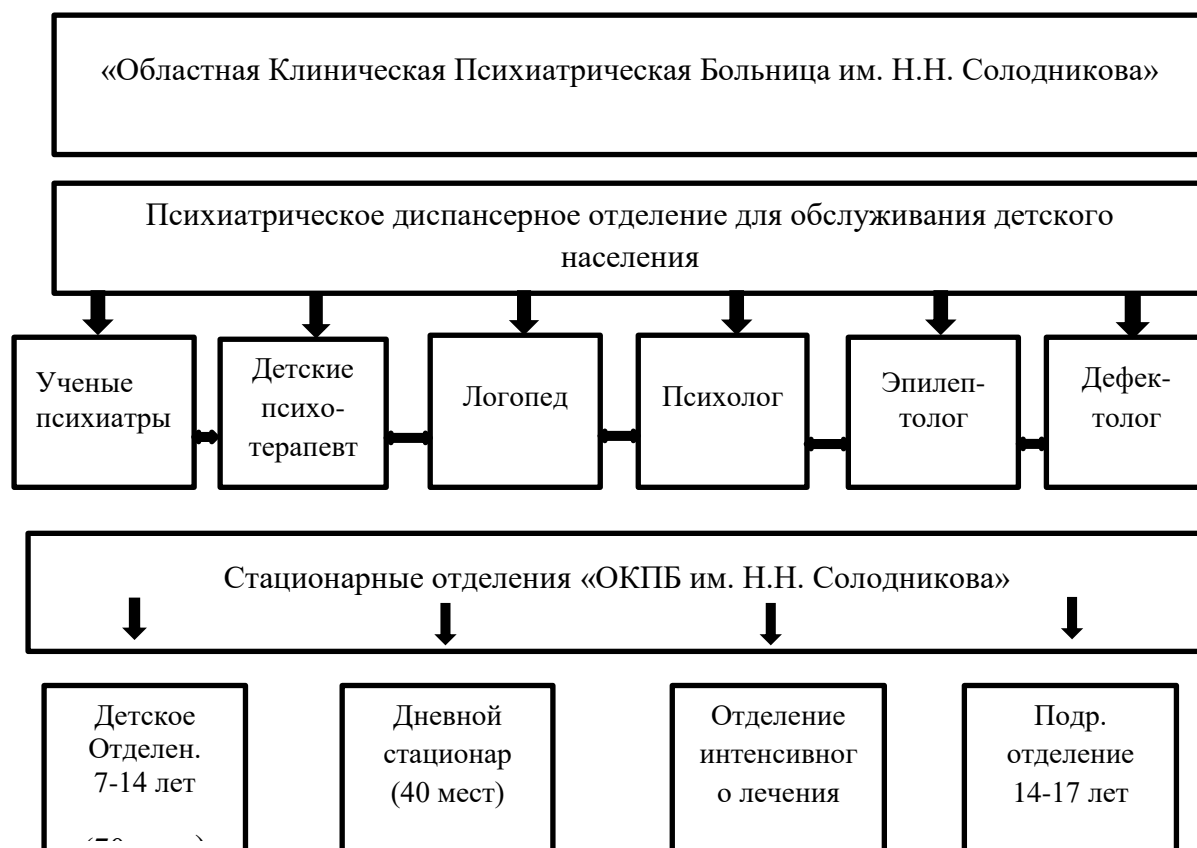 «Областная Клиническая Психиатрическая Больница им. Н.Н. Солодникова»
Психиатрическое диспансерное отделение для обслуживания детского
населения
Ученые
психиатры
Детские
психо-
терапевт
Логопед
Психолог
Эпилеп-
толог
Дефек-
толог
Стационарные отделения «ОКПБ им. Н.Н. Солодникова»
Детское
Отделен.
7-14 лет
Дневной
стационар
(40 мест)
Отделение
интенсивног
о лечения
Подр.
отделение
14-17 лет